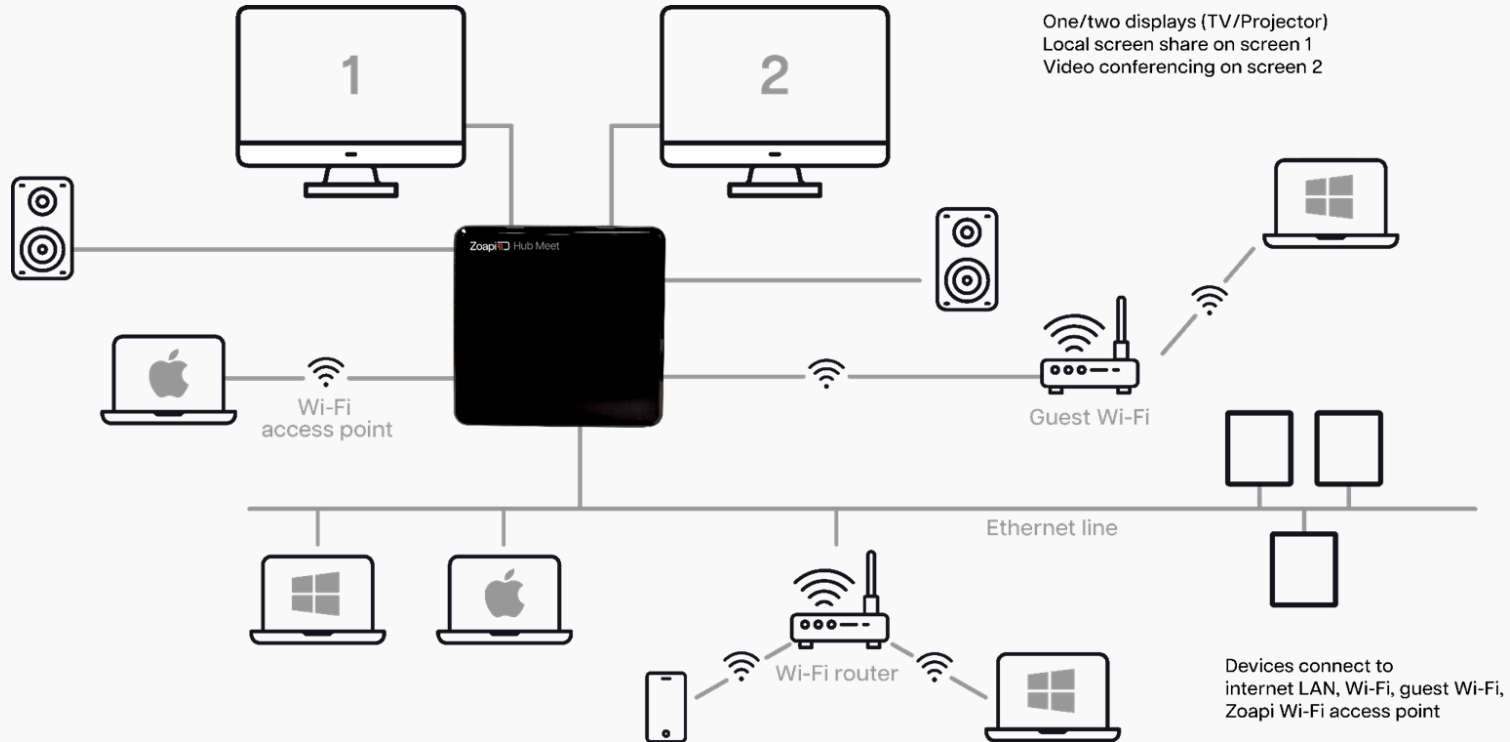 1
2
One/two displays (TV/Projector)
Local screen share on screen 1
Video conferencing on screen 2
Zoapi Hub Meet
Wi-Fi
access point
Guest Wi-Fi
Ethernet line
Wi-Fi router
Devices connect to
internet LAN, Wi-Fi, guest Wi-Fi,
Zoapi Wi-Fi access point